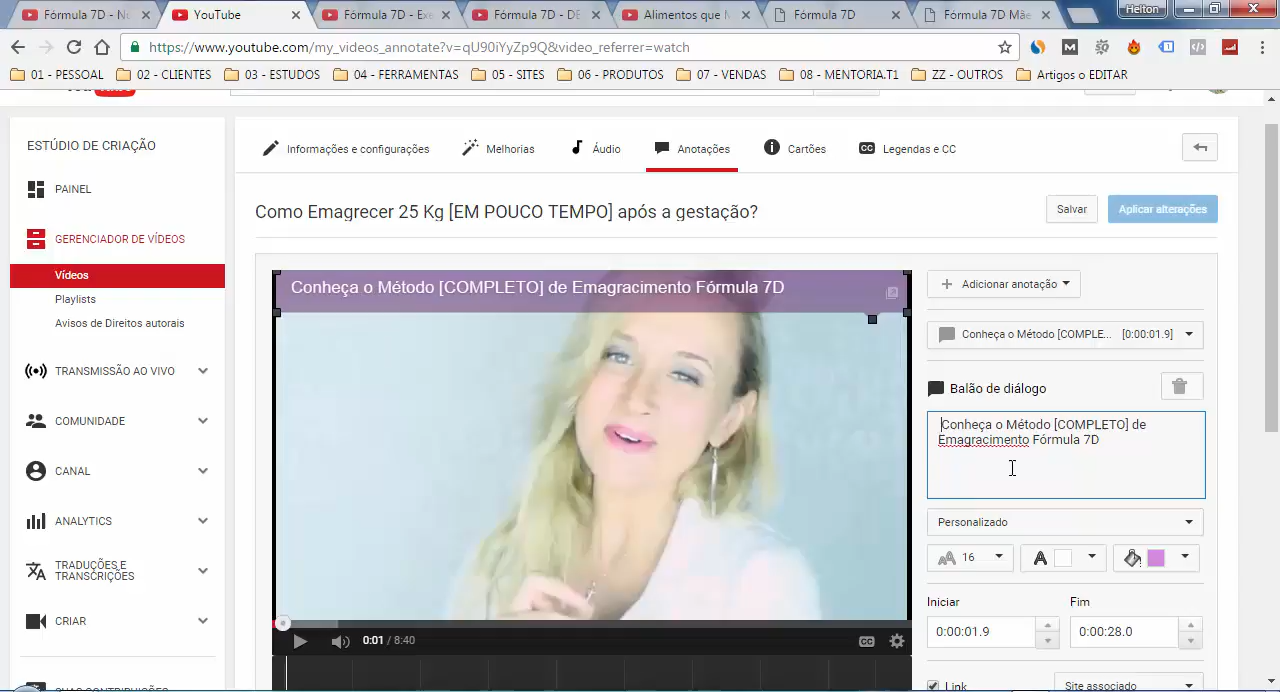 Fórmula 7D - No
YouTube
Fórmula 7D - Exe
Fórmula 7D - DE
Alimentos que M
Fórmula 7D
Fórmula 7D Mãe
Helton
https://www.youtube.com/my_videos_annotate?v=qU90iYyZP9Q&video_referrer=watch
01 - PESSOAL
02 - CLIENTES
03 - ESTUDOS
04 - FERRAMENTAS
05 - SITES
06 - PRODUTOS
07 - VENDAS
08 - MENTORIA.T1
ZZ - OUTROS
Artigos o EDITAR
ESTÚDIO DE CRIAÇÃO
PAINEL
GERENCIADOR DE VÍDEOS
Vídeos
Playlists
Avisos de Direitos autorais
TRANSMISSÃO AO VIVO
COMUNIDADE
CANAL
ANALYTICS
TRADUÇÕES E
TRANSCRIÇÕES
CRIAR
Informações e configurações
Melhorias
Áudio
Anotações
Cartões
CC
Legendas e CC
Como Emagrecer 25 Kg [EM POUCO TEMPO] após a gestação?
Salvar
Aplicar alterações
Conheça o Método [COMPLETO] de Emagracimento Fórmula 7D
0:01 / 8:40
CC
Adicionar anotação
Conheça o Método [COMPLE... [0:00:01.9]
Balão de diálogo
Conheça o Método [COMPLETO] de
Emagracimento Fórmula 7D
Personalizado
16
A
Iniciar
Fim
0:00:01.9
0:00:28.0
Link
Site associado